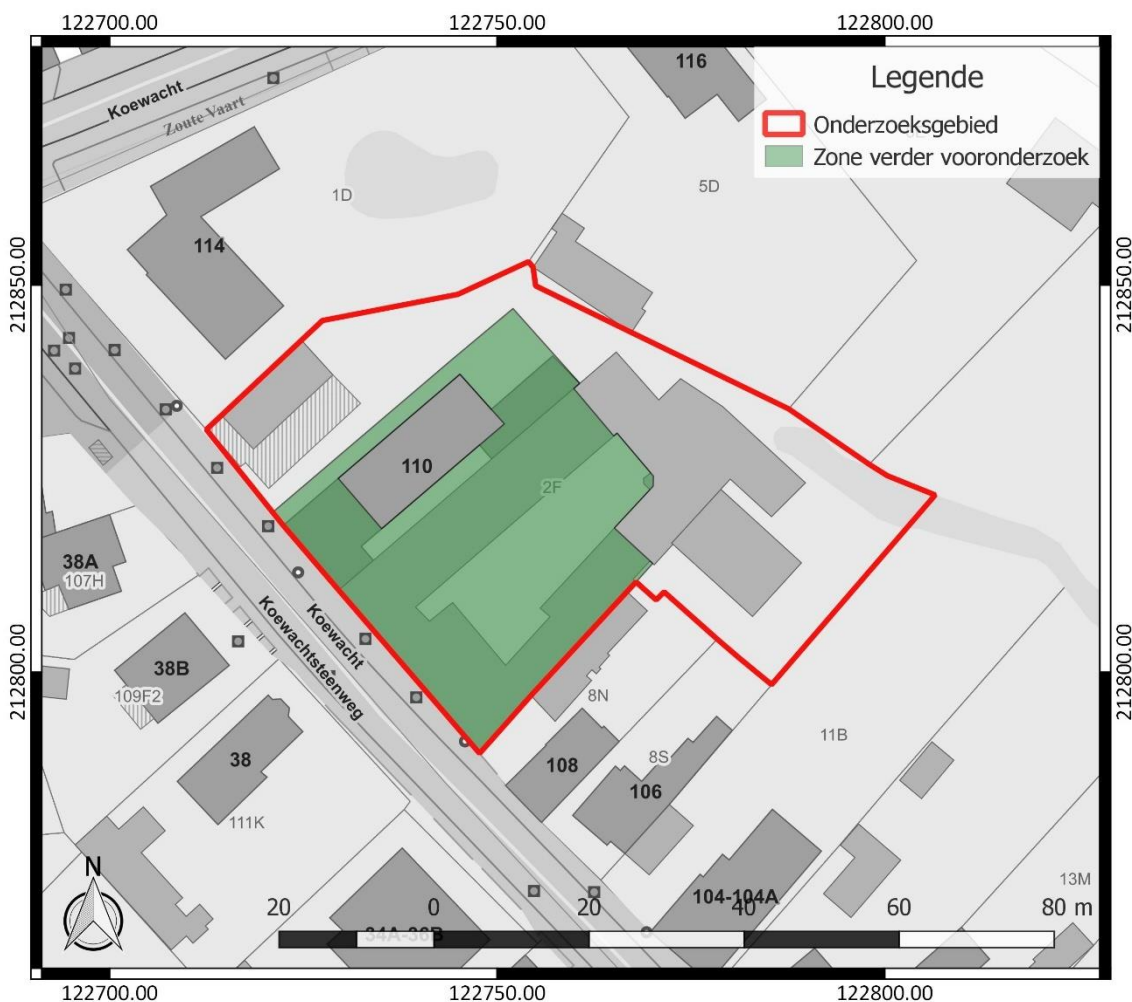 122700.00 122750.00 122800.00
Koewacht
Zoute Vaart
116
Legende
Onderzoeksgebied
Zone verder vooronderzoek
1D
5D
114
212850.00
212850.00
110
2F
38A
107H
Koewacht
Koewachtsteenweg
38B
109F2
212800.00
212800.00
8N
38
108
8S
11B
106
111K
N
13M
104-104A
20 0 20 40 60 80 m
34A-36B
122700.00 122750.00 122800.00